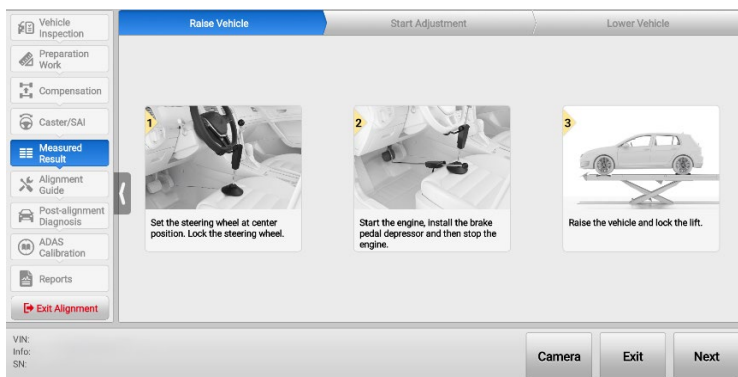 Vehicle
Inspection
Preparation
Work
Compensation
Caster/SAI
Measured
Result
Alignment
Guide
Post-alignment
Diagnosis
ADAS
Calibration
Reports
Exit Alignment
Raise Vehicle
Start Adjustment
Lower Vehicle
1
Set the steering wheel at center
position. Lock the steering wheel.
2
Start the engine, install the brake
pedal depressor and then stop the
engine.
3
Raise the vehicle and lock the lift.
VIN:
Info:
SN:
Camera
Exit
Next